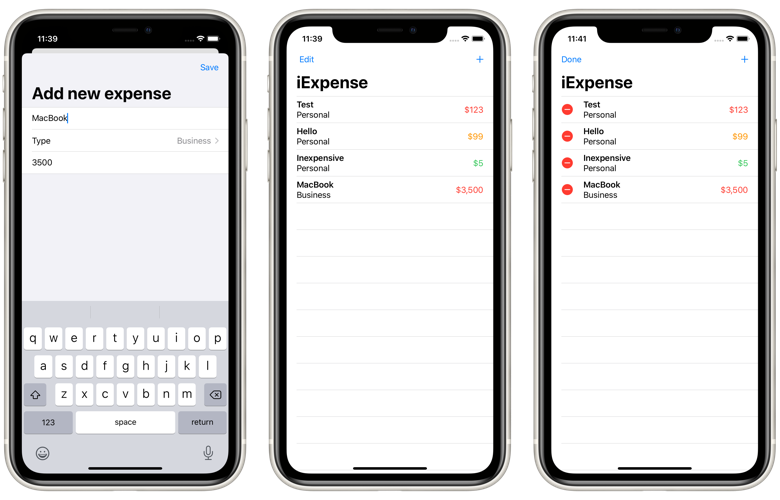 11:39
Save
Add new expense
MacBook
Type Business
3500
q w e r t y u i o p
a s d f g h j k l
z x c v b n m
123 space return
11:39
Edit +
iExpense
Test
Personal
$123
Hello
Personal
$99
Inexpensive
Personal
$5
MacBook
Business
$3,500
11:41
Done +
iExpense
Test
Personal
$123
Hello
Personal
$99
Inexpensive
Personal
$5
MacBook
Business
$3,500